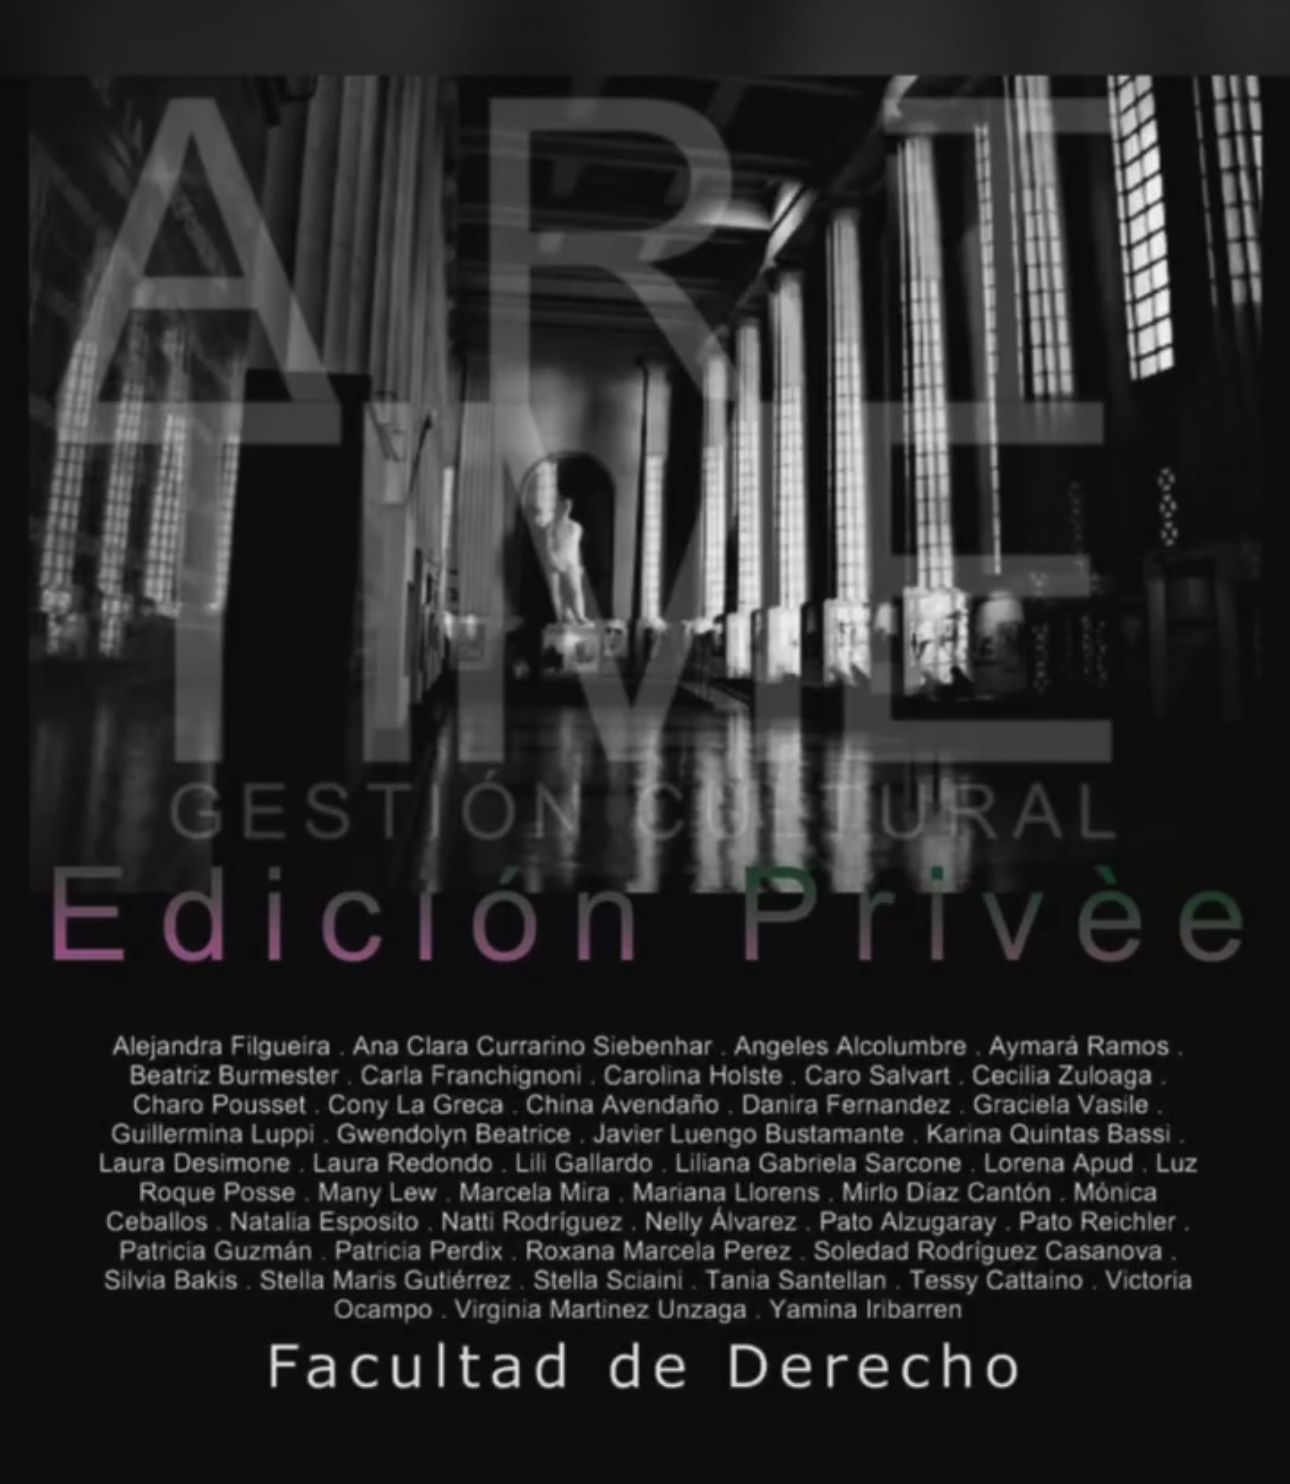 ART
TIME
GESTIÓN CULTURAL
Edición Privèe
Alejandra Filgueira . Ana Clara Currarino Siebenhar . Angeles Alcolumbre . Aymará Ramos .
Beatriz Burmester . Carla Franchignoni . Carolina Holste . Caro Salvart . Cecilia Zuloaga .
Charo Pousset . Cony La Greca . China Avendaño . Danira Fernandez . Graciela Vasile .
Guillermina Luppi . Gwendolyn Beatrice . Javier Luengo Bustamante . Karina Quintas Bassi .
Laura Desimone . Laura Redondo . Lili Gallardo . Liliana Gabriela Sarcone . Lorena Apud . Luz
Roque Posse . Many Lew . Marcela Mira . Mariana Llorens . Mirlo Díaz Cantón . Mónica
Ceballos . Natalia Esposito . Natti Rodríguez . Nelly Álvarez . Pato Alzugaray . Pato Reichler .
Patricia Guzmán . Patricia Perdix . Roxana Marcela Perez . Soledad Rodríguez Casanova .
Silvia Bakis . Stella Maris Gutiérrez . Stella Sciaini . Tania Santellan . Tessy Cattaino . Victoria
Ocampo . Virginia Martinez Unzaga . Yamina Iribarren
Facultad de Derecho